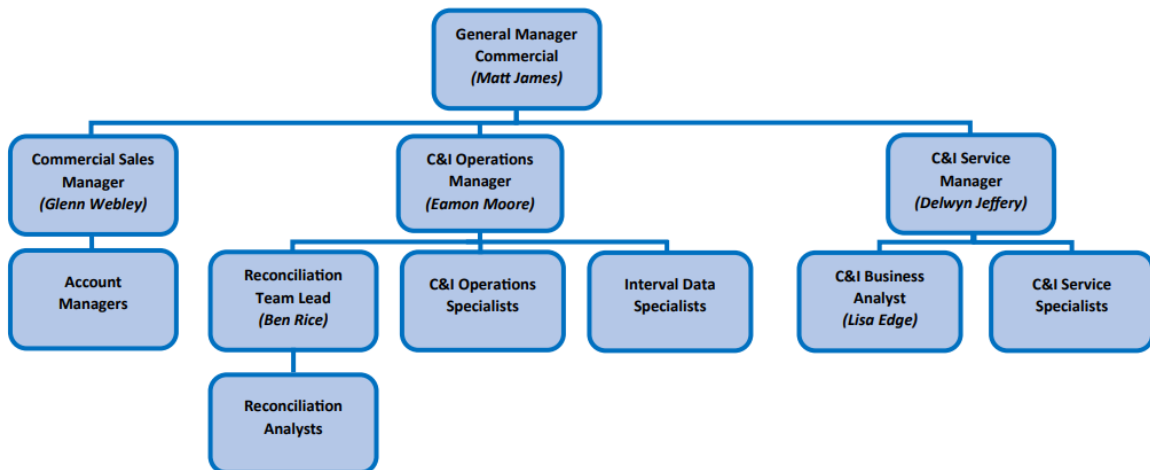 General Manager
Commercial
(Matt James)
Commercial Sales
Manager
(Glenn Webley)
C&I Operations
Manager
(Eamon Moore)
C&I Service
Manager
(Delwyn Jeffery)
Account
Managers
Reconciliation
Team Lead
(Ben Rice)
C&I Operations
Specialists
Interval Data
Specialists
C&I Business
Analyst
(Lisa Edge)
C&I Service
Specialists
Reconciliation
Analysts